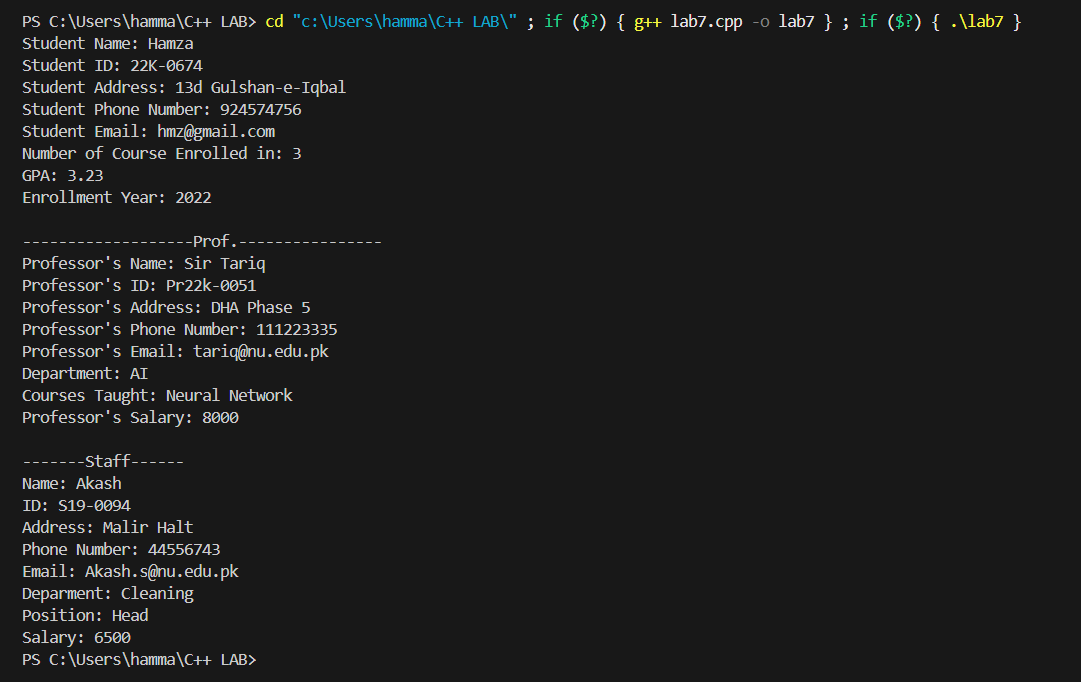 PS C:\Users\hamma\C++ LAB> cd "c:\Users\hamma\C++ LAB\" ; if ($?) { g++ lab7.cpp -o lab7 } ; if ($?) { .\lab7 }
Student Name: Hamza
Student ID: 22K-0674
Student Address: 13d Gulshan-e-Iqbal
Student Phone Number: 924574756
Student Email: hmz@gmail.com
Number of Course Enrolled in: 3
GPA: 3.23
Enrollment Year: 2022
-------------------Prof.----------------
Professor's Name: Sir Tariq
Professor's ID: Pr22k-0051
Professor's Address: DHA Phase 5
Professor's Phone Number: 111223335
Professor's Email: tariq@nu.edu.pk
Department: AI
Courses Taught: Neural Network
Professor's Salary: 8000
-------Staff------
Name: Akash
ID: S19-0094
Address: Malir Halt
Phone Number: 44556743
Email: Akash.s@nu.edu.pk
Deparment: Cleaning
Position: Head
Salary: 6500
PS C:\Users\hamma\C++ LAB>